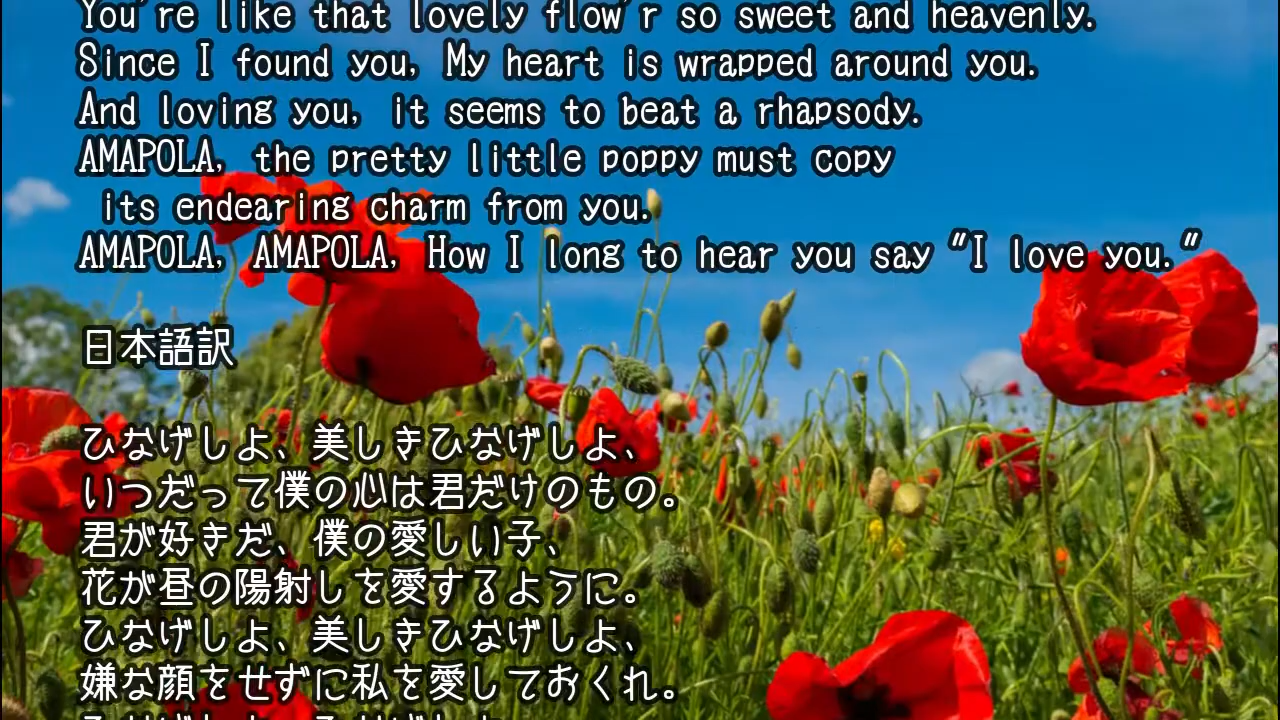 You're like that lovely flow'r so sweet and heavenly.
Since I found you, My heart is wrapped around you.
And loving you, it seems to beat a rhapsody.
AMAPOLA, the pretty little poppy must copy
its endearing charm from you.
AMAPOLA, AMAPOLA, How I long to hear you say "I love you."
日本語訳
ひなげしよ、美しきひなげしよ、
いつだって僕の心は君だけのもの。
君が好きだ、僕の愛しい子、
花が昼の陽射しを愛するように。
ひなげしよ、美しきひなげしよ、
嫌な顔をせずに私を愛しておくれ。